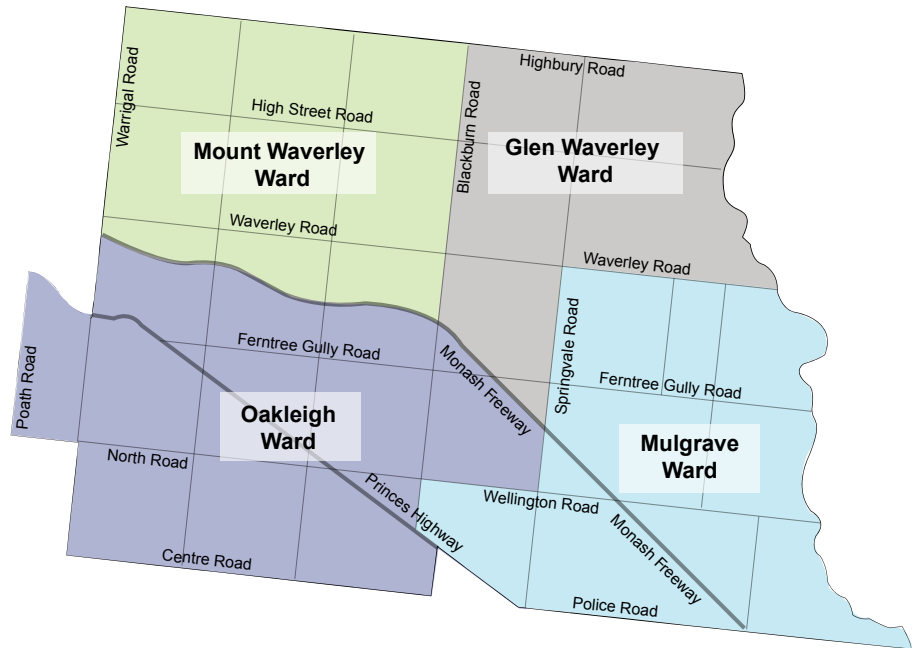 Highbury Road
Warrigal Road
High Street Road
Blackburn Road
Mount Waverley
Ward
Glen Waverley
Ward
Waverley Road
Waverley Road
Springvale Road
Ferntree Gully Road
Monash Freeway
Ferntree Gully Road
Poath Road
Oakleigh
Ward
Mulgrave
Ward
North Road
Princes Highway
Wellington Road
Monash Freeway
Centre Road
Police Road